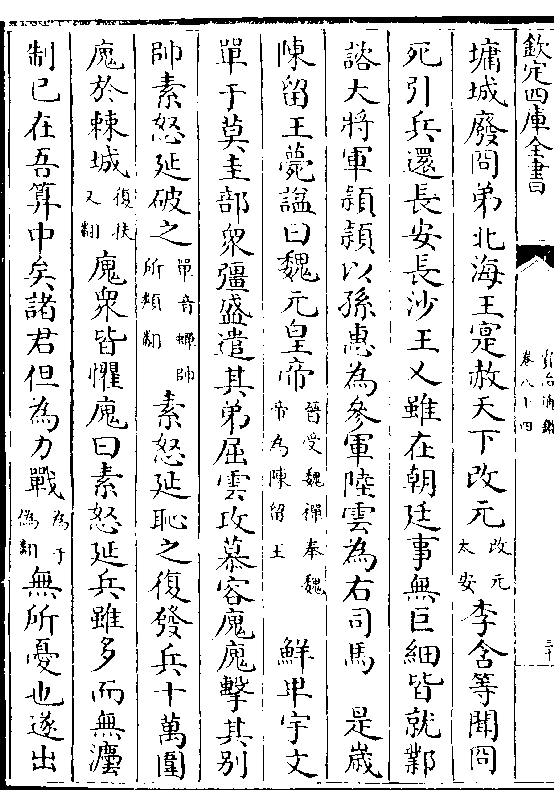 欽定四庫全書
資治通鑑
卷八十四
三十
墉城廢冏弟北海王寔赦天下改元改元太安李含等聞冏
死引兵還長安長沙王乂雖在朝廷事無巨細皆就鄴
諮大將軍頴頴以孫惠為參軍陸雲為右司馬 是嵗
陳留王薨諡曰魏元皇帝晉受魏禪奉魏帝為陳留王 鮮卑宇文
單于莫圭部衆彊盛遣其弟屈雲攻慕容廆廆擊其别
帥素怒延破之單音蟬帥所類翻素怒延恥之復發兵十萬圍
廆於棘城復扶又翻廆衆皆懼廆曰素怒延兵雖多而無灋
制已在吾算中矣諸君但為力戰為于偽翻無所憂也遂出